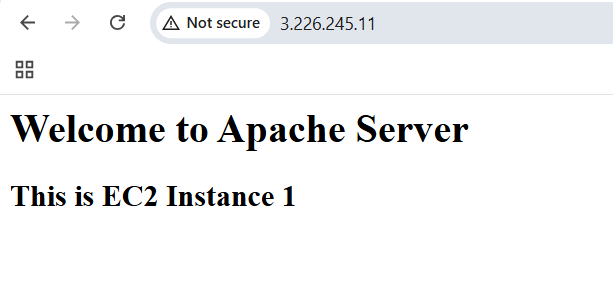 Not secure 3.226.245.11
Welcome to Apache Server
This is EC2 Instance 1